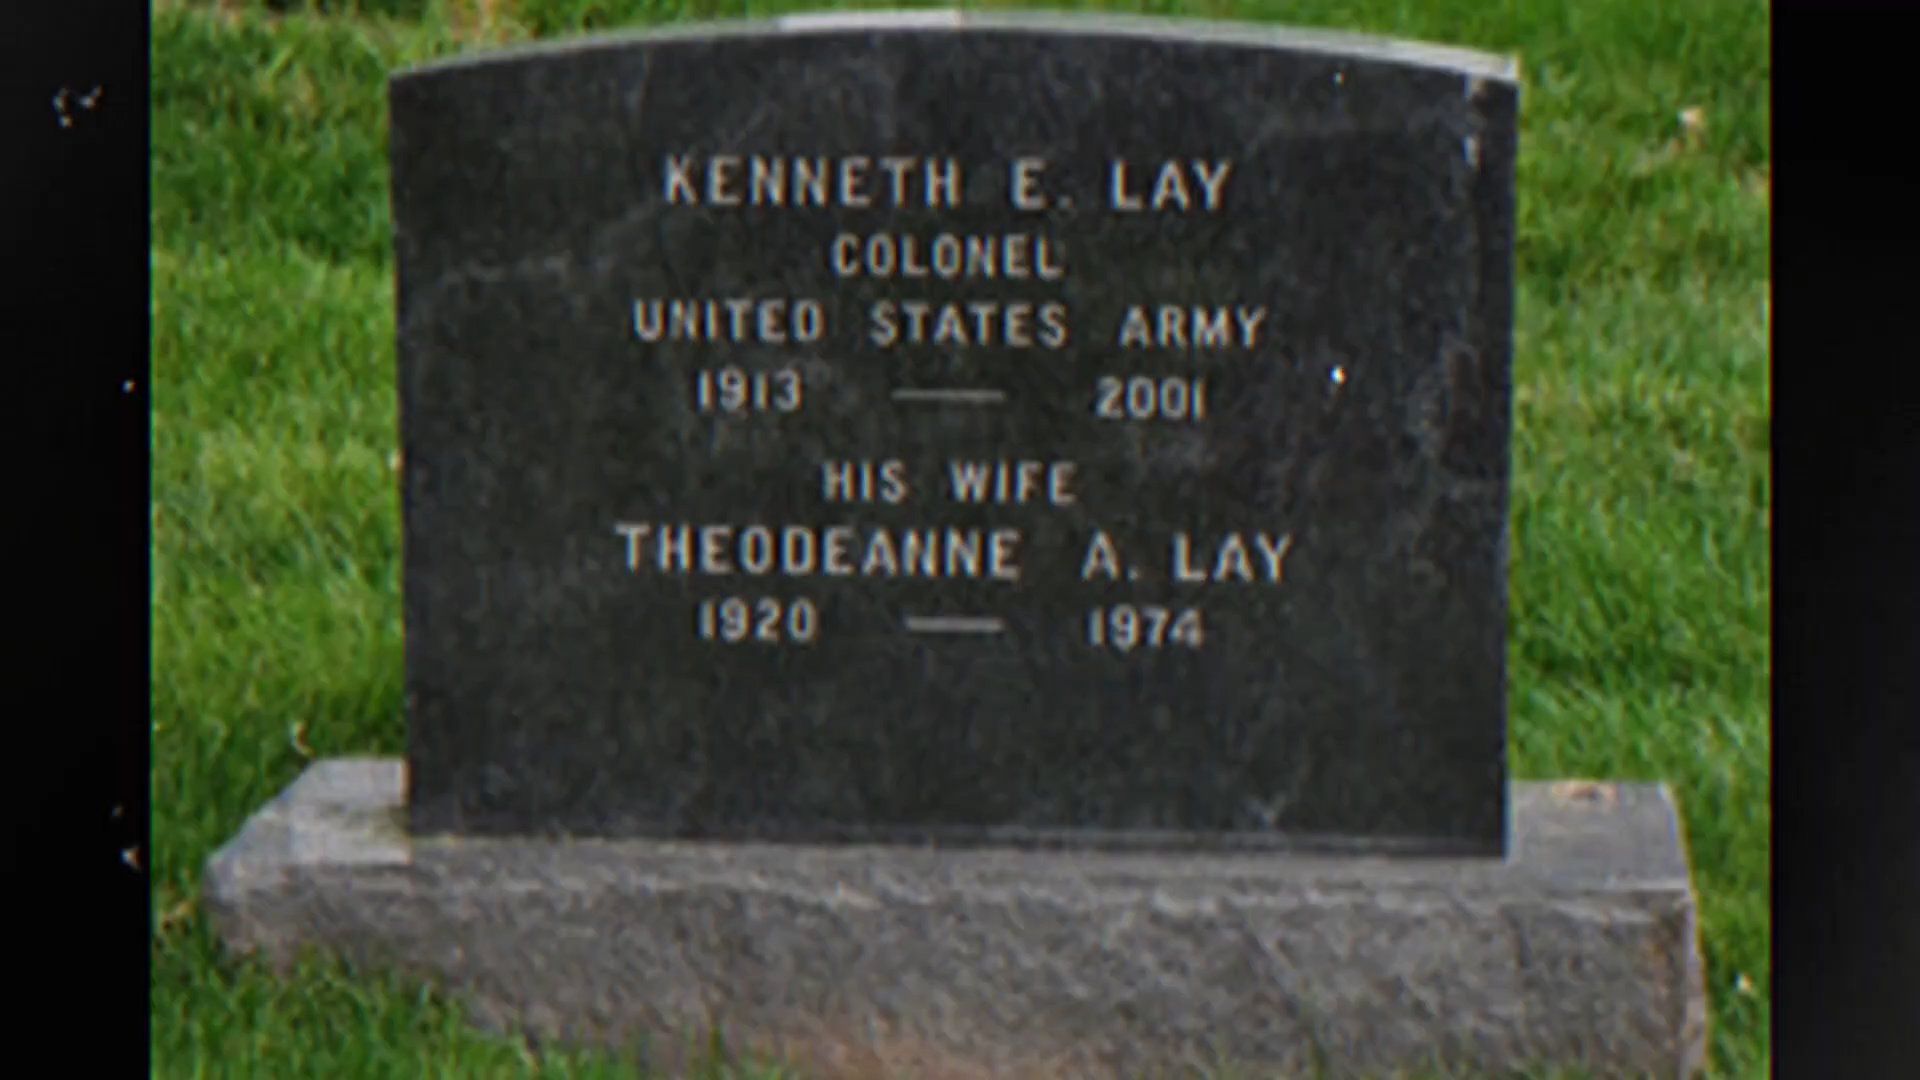 KENNETH E. LAY
COLONEL
UNITED STATES ARMY
1913 — 2001
HIS WIFE
THEODEANNE A. LAY
1920 — 1974